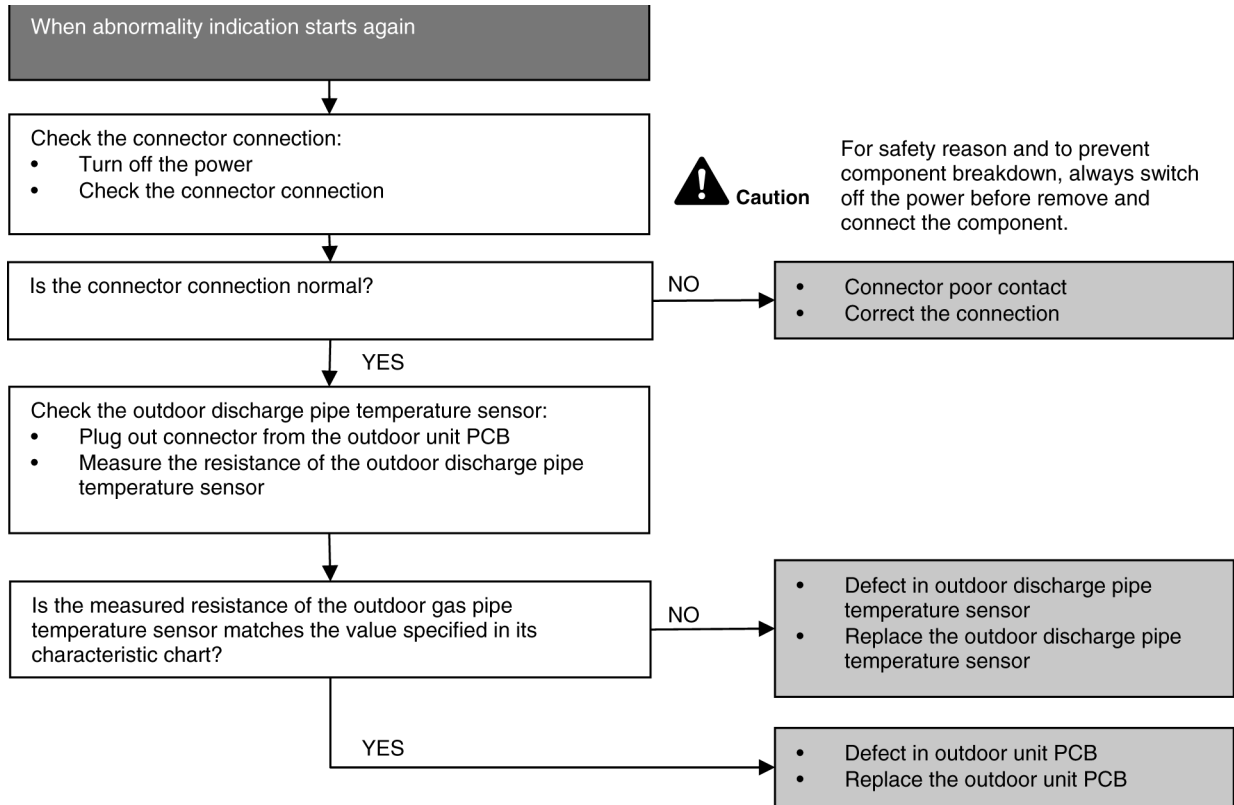 When abnormality indication starts again
Check the connector connection:
• Turn off the power
• Check the connector connection
Caution
For safety reason and to prevent
component breakdown, always switch
off the power before remove and
connect the component.
Is the connector connection normal?
NO
• Connector poor contact
• Correct the connection
YES
Check the outdoor discharge pipe temperature sensor:
• Plug out connector from the outdoor unit PCB
• Measure the resistance of the outdoor discharge pipe
temperature sensor
Is the measured resistance of the outdoor gas pipe
temperature sensor matches the value specified in its
characteristic chart?
NO
• Defect in outdoor discharge pipe
temperature sensor
• Replace the outdoor discharge pipe
temperature sensor
YES
• Defect in outdoor unit PCB
• Replace the outdoor unit PCB